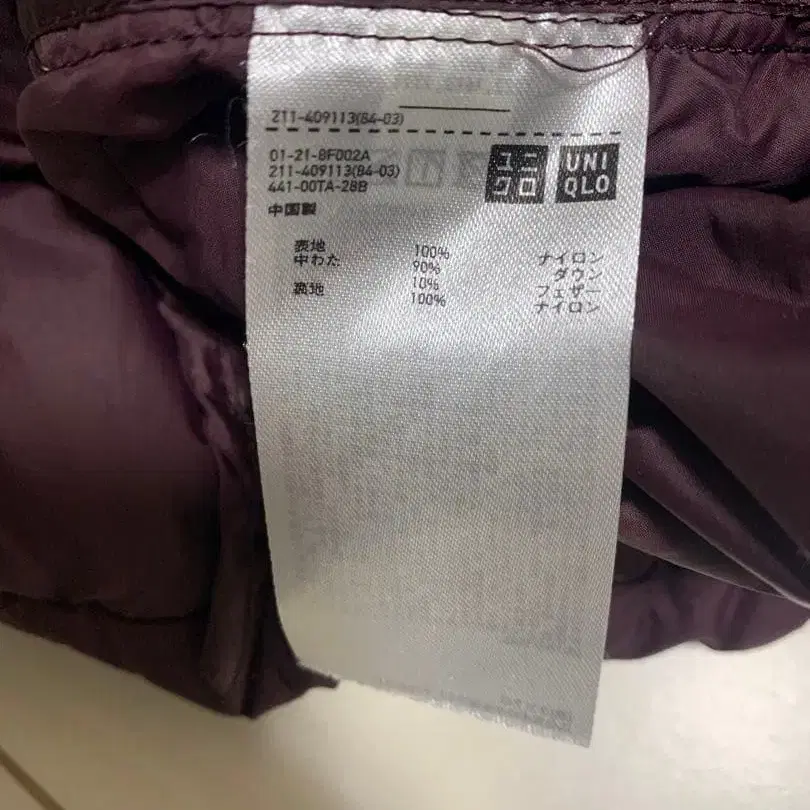 211-409113(84-03)
01-21-8F002A
211-409113(84-03)
441-00TA-28B
中国製
ユニ
クロ
UNI
QLO
表地 100% ナイロン
中わた 90% ダウン
10% フェザー
裏地 100% ナイロン